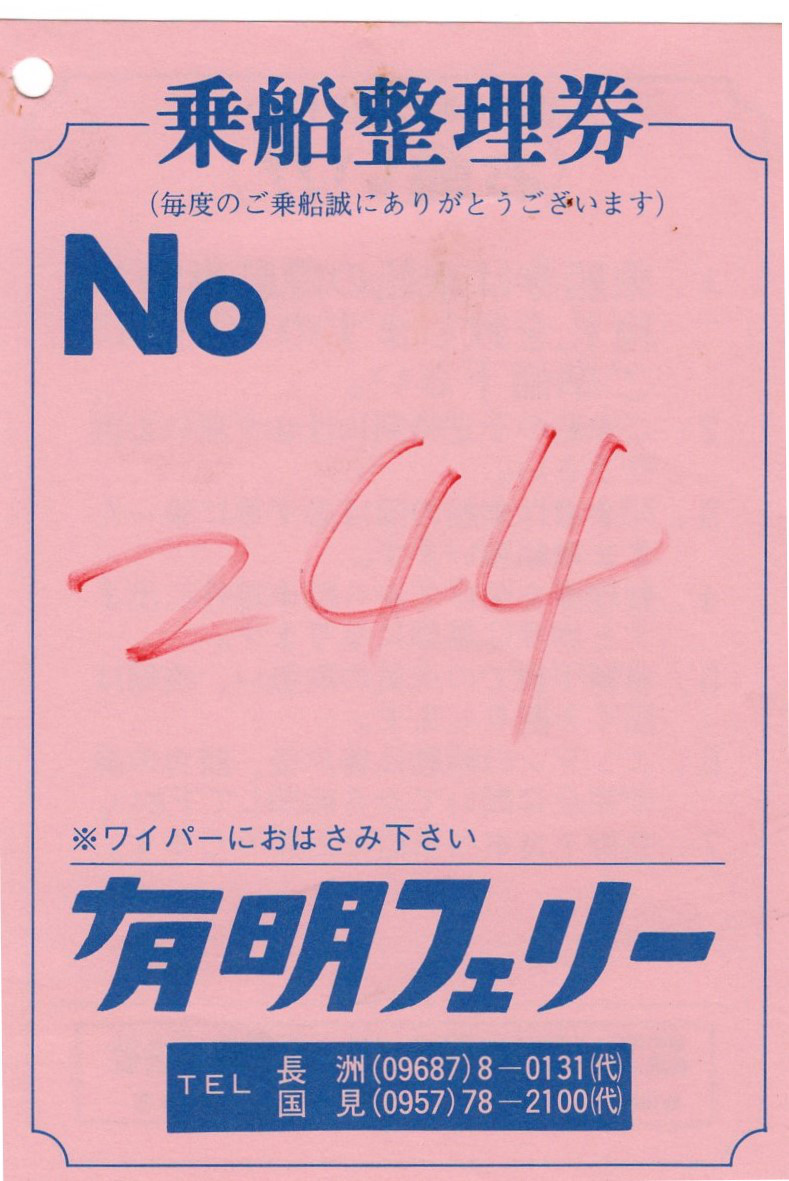 乗船整理券
(毎度のご乗船誠にありがとうございます)
No
244
※ワイパーにおはさみ下さい
有明フェリー
TEL 長洲(09687)8-0131(代)
国見(0957)78-2100(代)